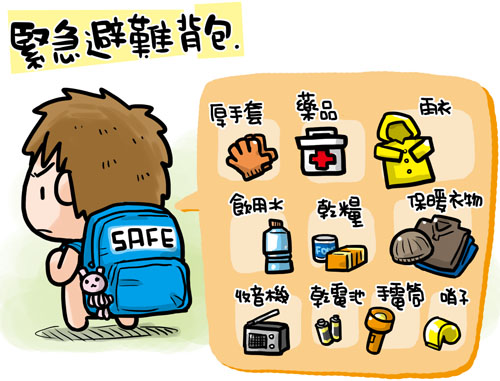 緊急避難背包.
SAFE
厚手套 藥品 雨衣
飲用水 乾糧 保暖衣物
收音機 乾電池 手電筒 哨子